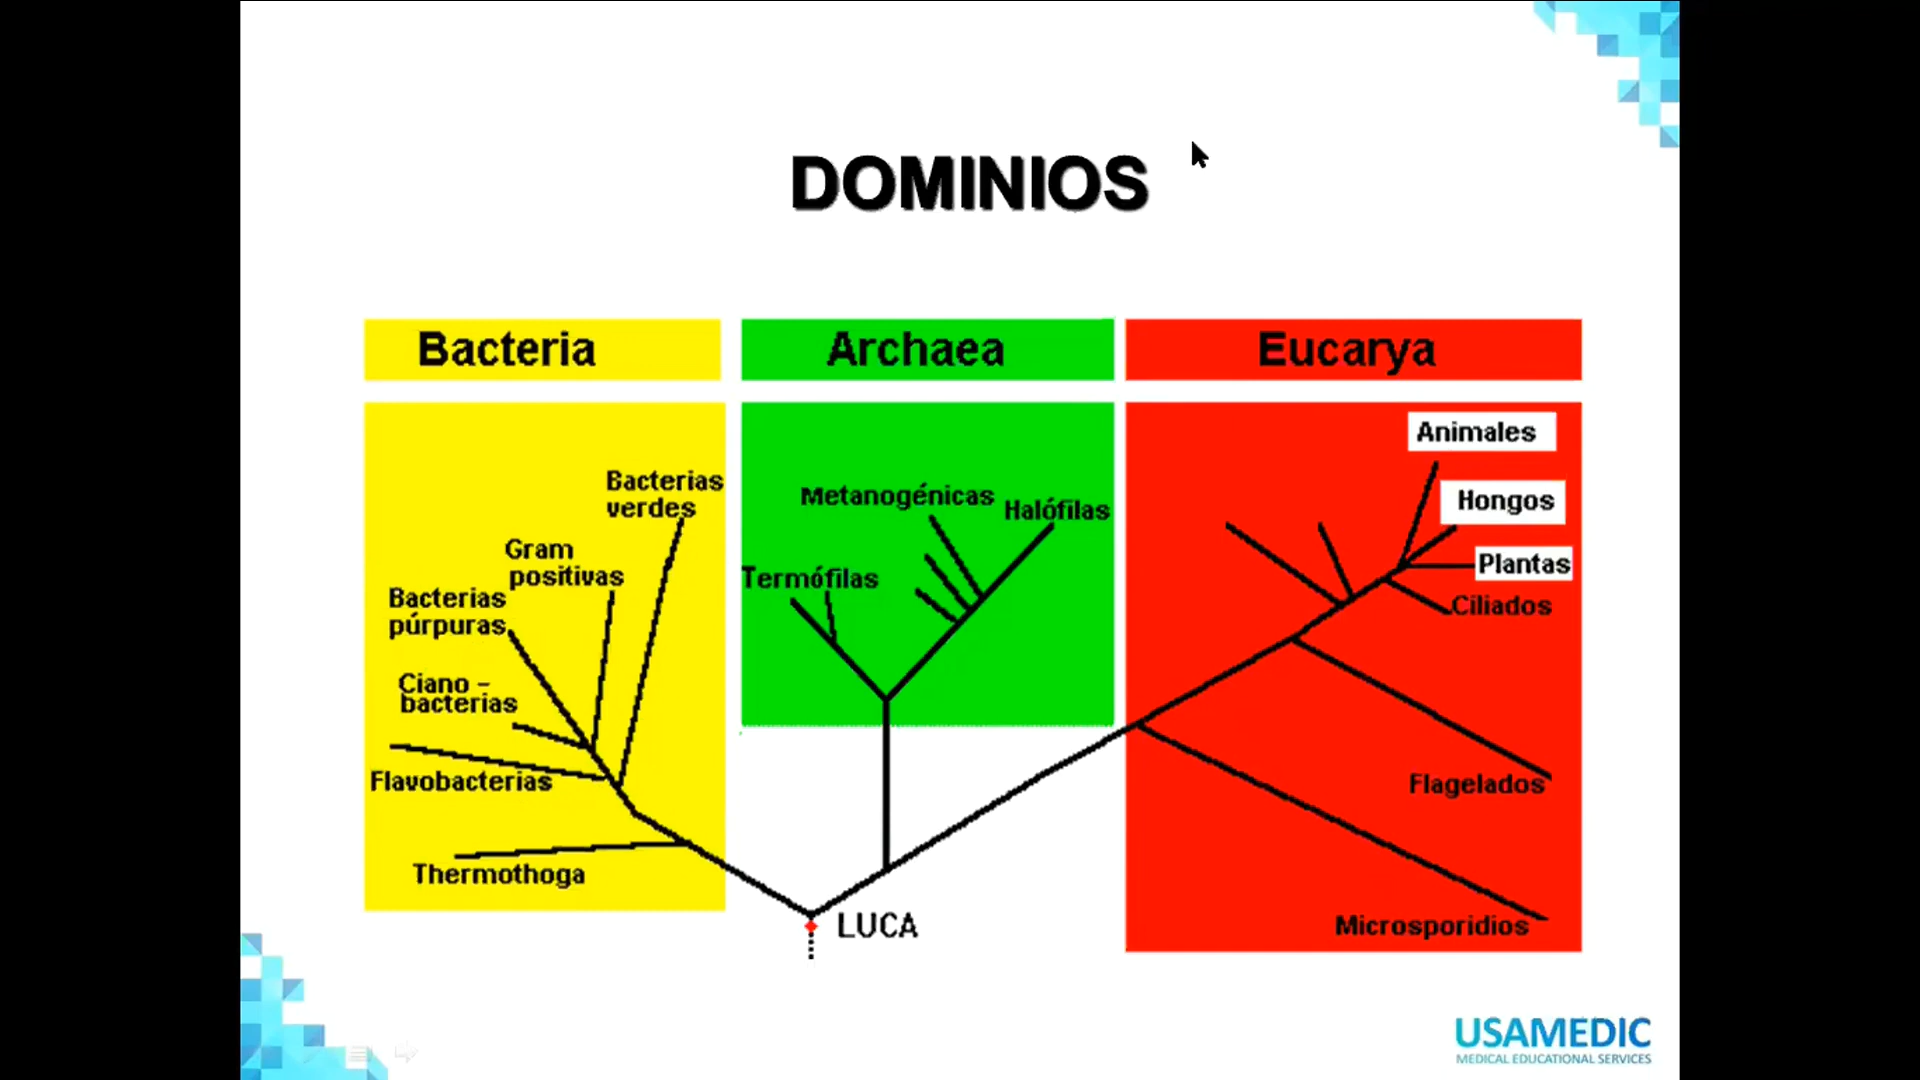 DOMINIOS
Bacteria
Archaea
Eucarya
Bacterias
verdes
Gram
positivas
Bacterias
púrpuras
Ciano -
bacterias
Flavobacterias
Thermothoga
Metanogénicas
Halófilas
Termófilas
Animales
Hongos
Plantas
Ciliados
Flagelados
Microsporidios
LUCA
USAMEDIC
MEDICAL EDUCATIONAL SERVICES